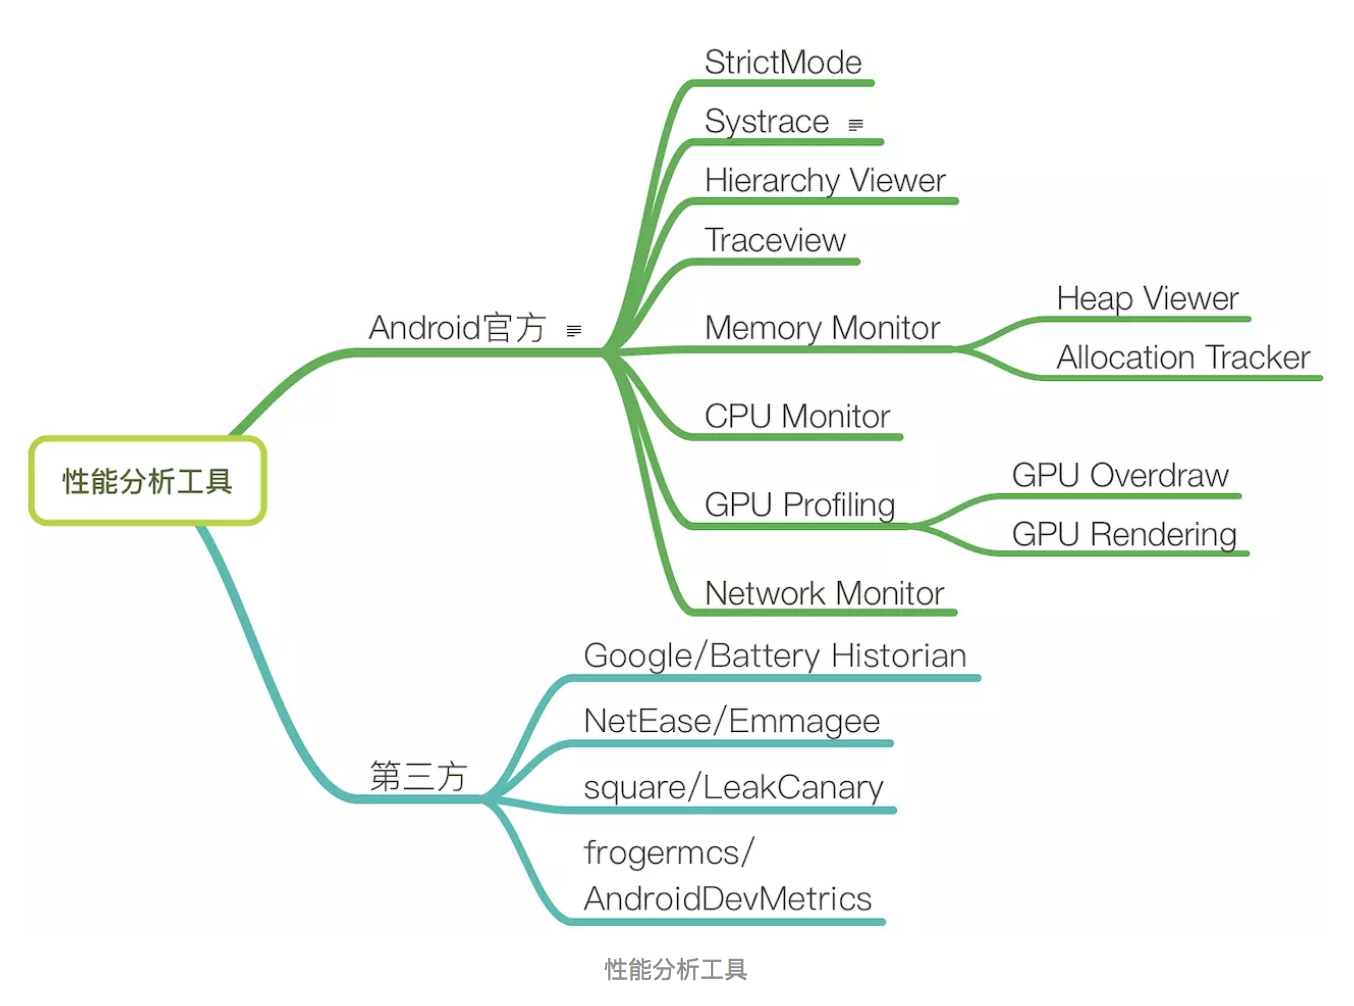 性能分析工具
Android官方
StrictMode
Systrace
Hierarchy Viewer
Traceview
Memory Monitor
Heap Viewer
Allocation Tracker
CPU Monitor
GPU Profiling
GPU Overdraw
GPU Rendering
Network Monitor
第三方
Google/Battery Historian
NetEase/Emmagee
square/LeakCanary
frogermcs/
AndroidDevMetrics
性能分析工具